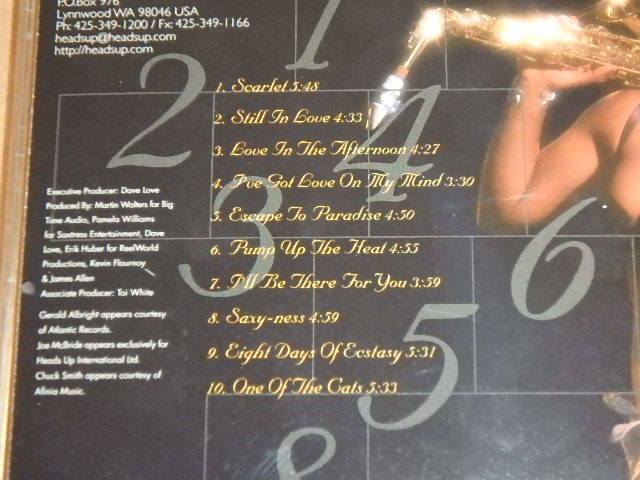 P.O.Box 976
Lynnwood WA 98046 USA
Ph: 425-349-1200 / Fx: 425-349-1166
headsup@headsup.com
http://headsup.com
1
2
3
4
5
6
8
1. Scarlet 5:48
2. Still In Love 4:33
3. Love In The Afternoon 4:27
4. I've Got Love On My Mind 3:30
5. Escape To Paradise 4:50
6. Pump Up The Heat 4:55
7. I'll Be There For You 3:59
8. Saxy-ness 4:59
9. Eight Days Of Ecstasy 5:31
10. One Of The Cats 5:33
Executive Producer: Dave Love
Produced By: Martin Walters for Big
Time Audio, Pamela Williams
for Saxtress Entertainment, Dave
Love, Erik Huber for ReelWorld
Productions, Kevin Flournoy
& James Allen
Associate Producer: Toi White
Gerald Albright appears courtesy
of Atlantic Records.
Joe McBride appears exclusively for
Heads Up International Ltd.
Chuck Smith appears courtesy of
Afinia Music.